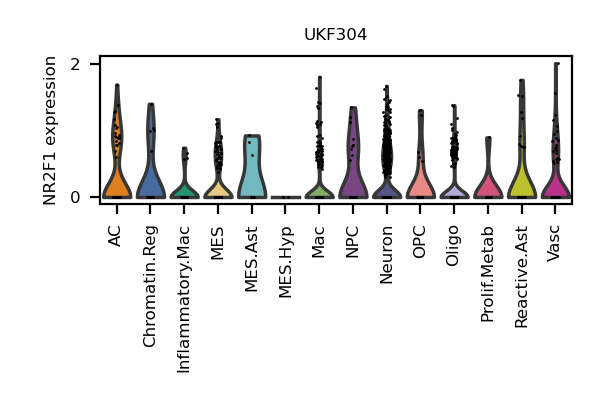 UKF304
NR2F1 expression
2
0
AC
Chromatin.Reg
Inflammatory.Mac
MES
MES.Ast
MES.Hyp
Mac
NPC
Neuron
OPC
Oligo
Prolif.Metab
Reactive.Ast
Vasc